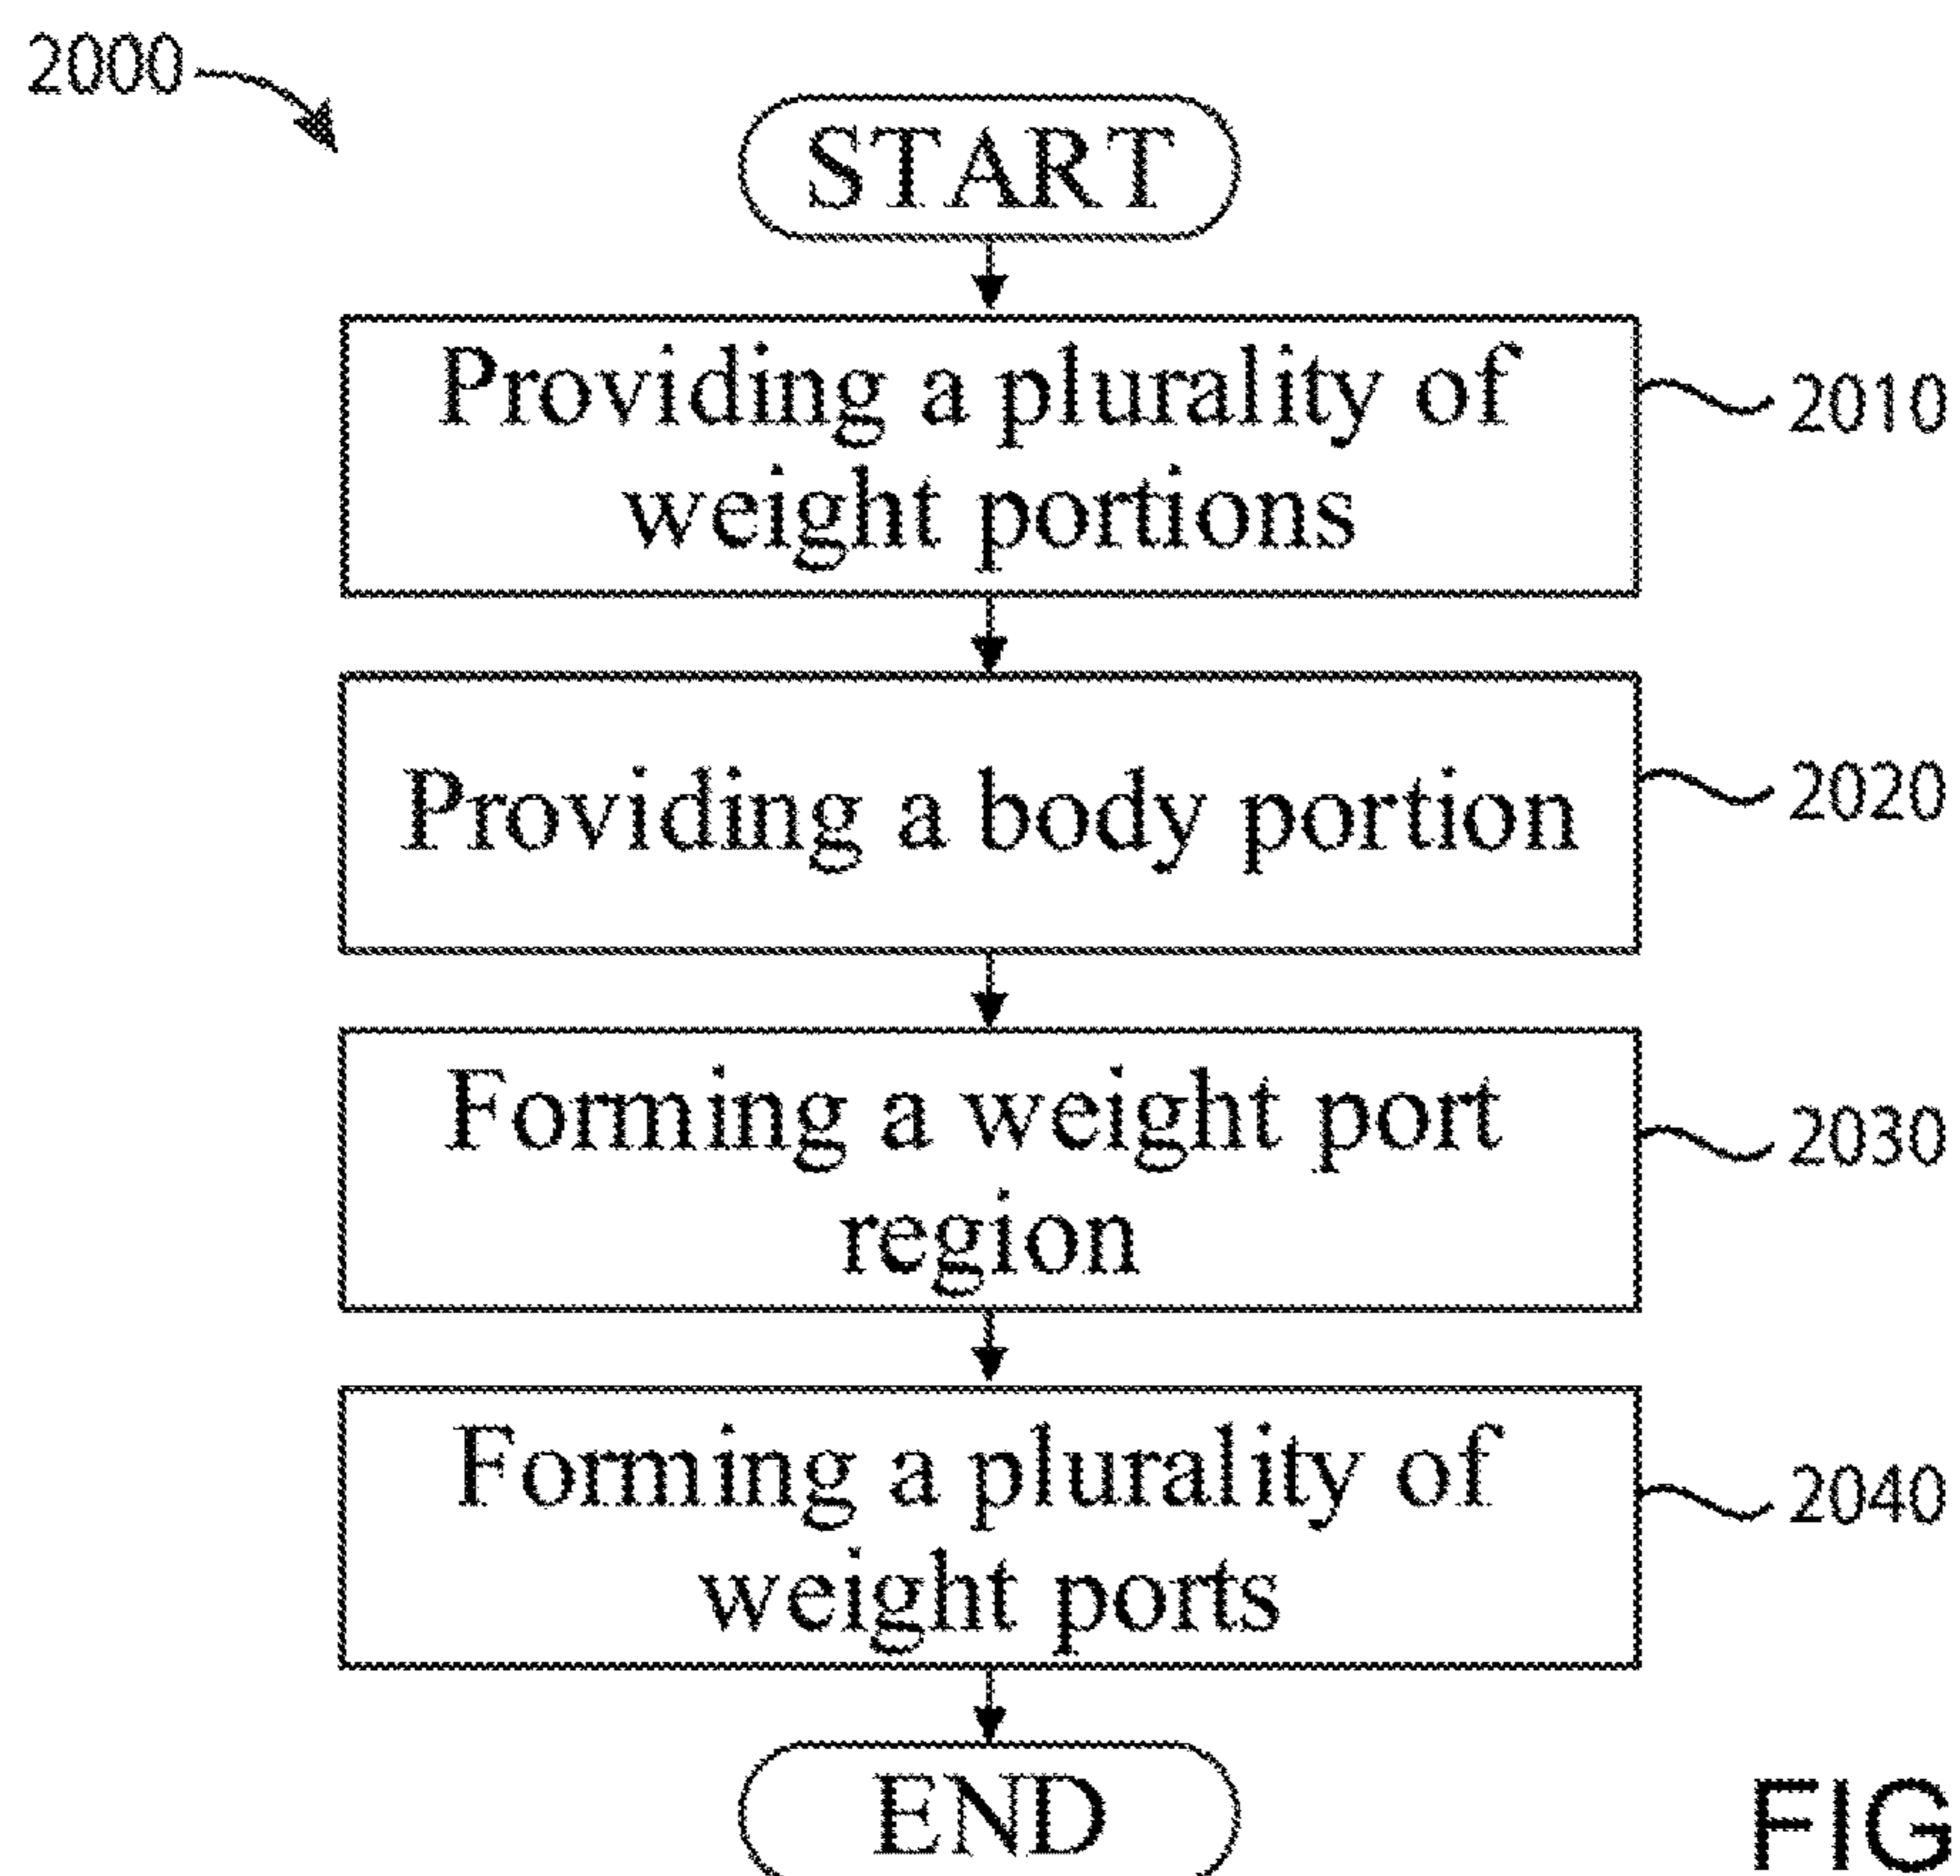 2000
START
Providing a plurality of
weight portions
2010
Providing a body portion
2020
Forming a weight port
region
2030
Forming a plurality of
weight ports
2040
END
FIG